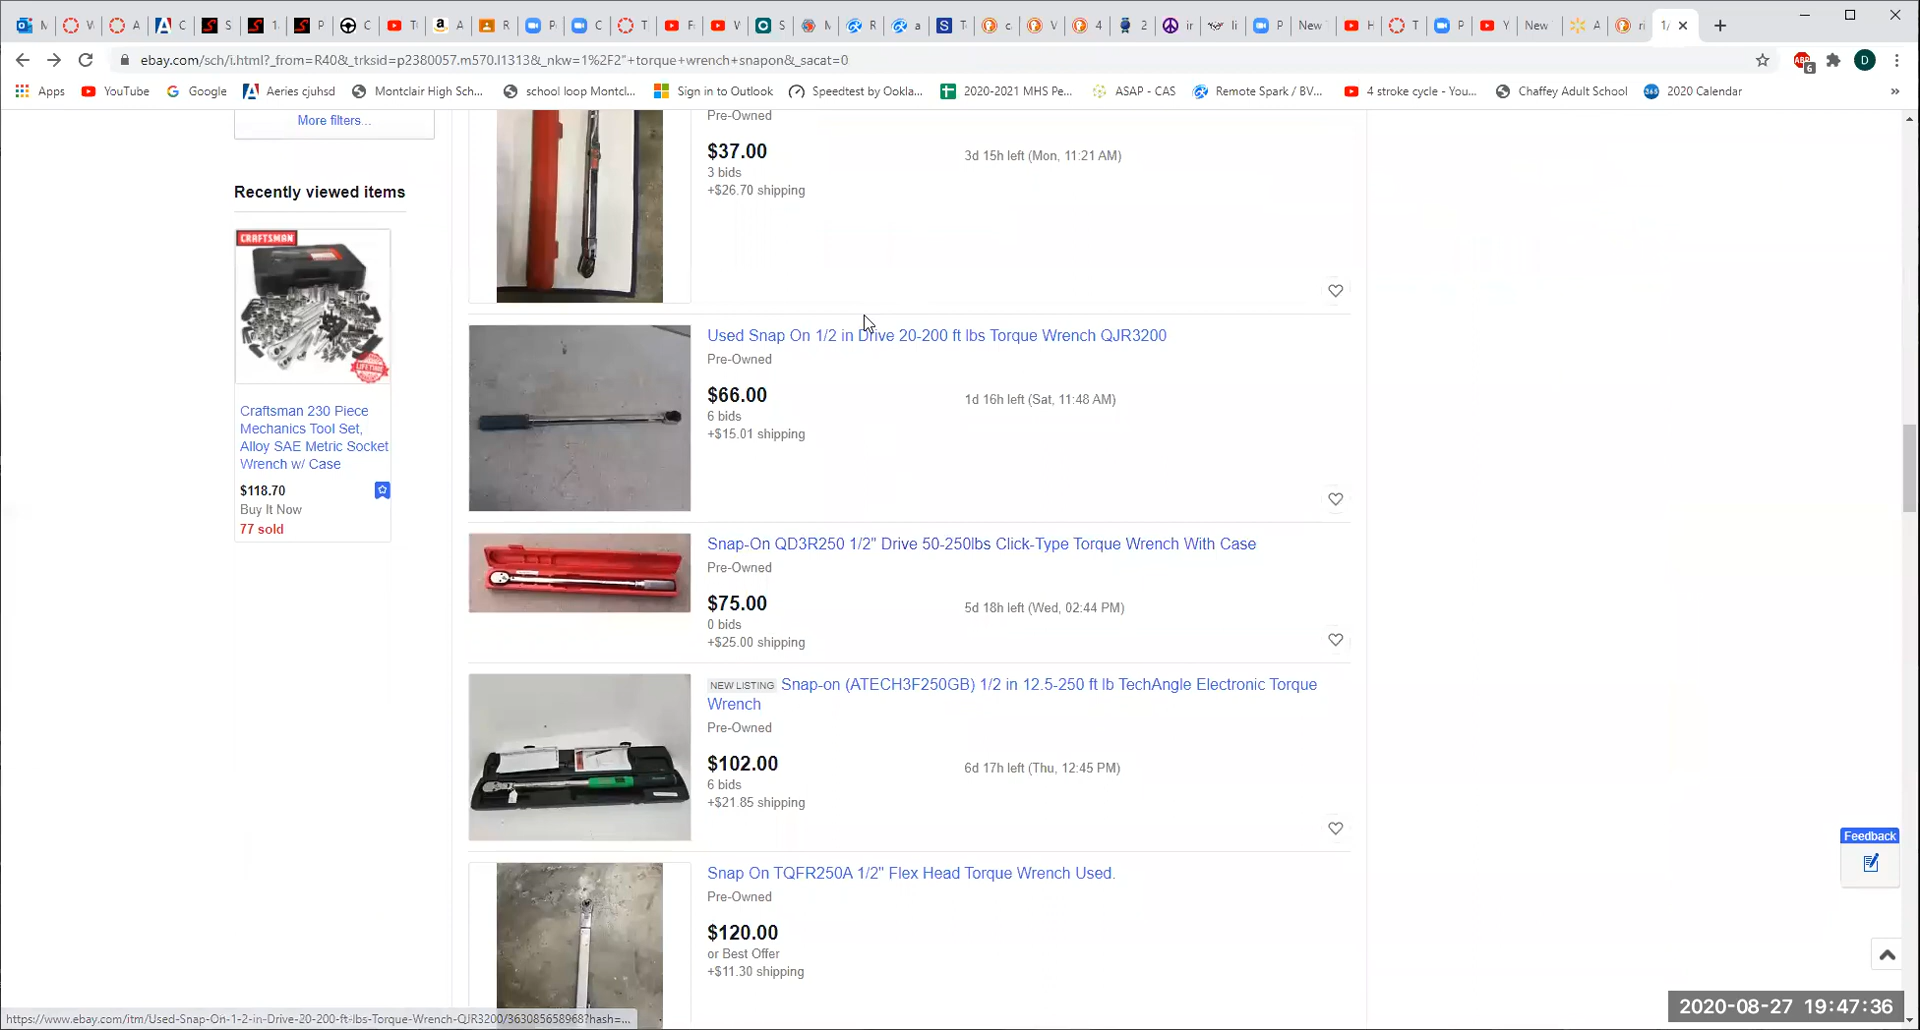 ebay.com/sch/i.html?_from=R40&_trksid=p2380057.m570.l1313&_nkw=1%2F2"+torque+wrench+snapon&_sacat=0
Apps
YouTube
Google
Aeries cjuhsd
Montclair High Sch...
school loop Montcl...
Sign in to Outlook
Speedtest by Ookla...
2020-2021 MHS Pe...
ASAP - CAS
Remote Spark / BV...
4 stroke cycle - You...
Chaffey Adult School
2020 Calendar
More filters...
Recently viewed items
CRAFTSMAN
LIFETIME
Craftsman 230 Piece
Mechanics Tool Set,
Alloy SAE Metric Socket
Wrench w/ Case
$118.70
Buy It Now
77 sold
Pre-Owned
$37.00
3d 15h left (Mon, 11:21 AM)
3 bids
+$26.70 shipping
Used Snap On 1/2 in Drive 20-200 ft lbs Torque Wrench QJR3200
Pre-Owned
$66.00
1d 16h left (Sat, 11:48 AM)
6 bids
+$15.01 shipping
Snap-On QD3R250 1/2" Drive 50-250lbs Click-Type Torque Wrench With Case
Pre-Owned
$75.00
5d 18h left (Wed, 02:44 PM)
0 bids
+$25.00 shipping
NEW LISTING Snap-on (ATECH3F250GB) 1/2 in 12.5-250 ft lb TechAngle Electronic Torque
Wrench
Pre-Owned
$102.00
6d 17h left (Thu, 12:45 PM)
6 bids
+$21.85 shipping
Snap On TQFR250A 1/2" Flex Head Torque Wrench Used.
Pre-Owned
$120.00
or Best Offer
+$11.30 shipping
Feedback
https://www.ebay.com/itm/Used-Snap-On-1-2-in-Drive-20-200-ft-lbs-Torque-Wrench-QJR3200/363085658968?hash=...
2020-08-27 19:47:36